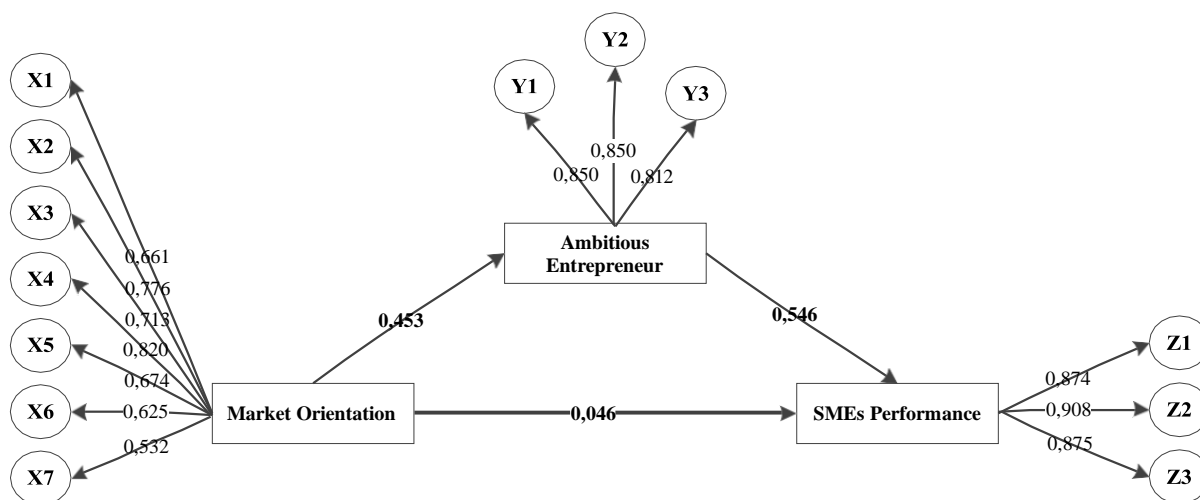 Y2
Y1
Y3
X1
X2
X3
X4
X5
X6
X7
0,850
0,850
0,812
Ambitious
Entrepreneur
0,661
0,776
0,713
0,820
0,674
0,625
0,532
0,453
0,546
Market Orientation
0,046
SMEs Performance
0,874
0,908
0,875
Z1
Z2
Z3